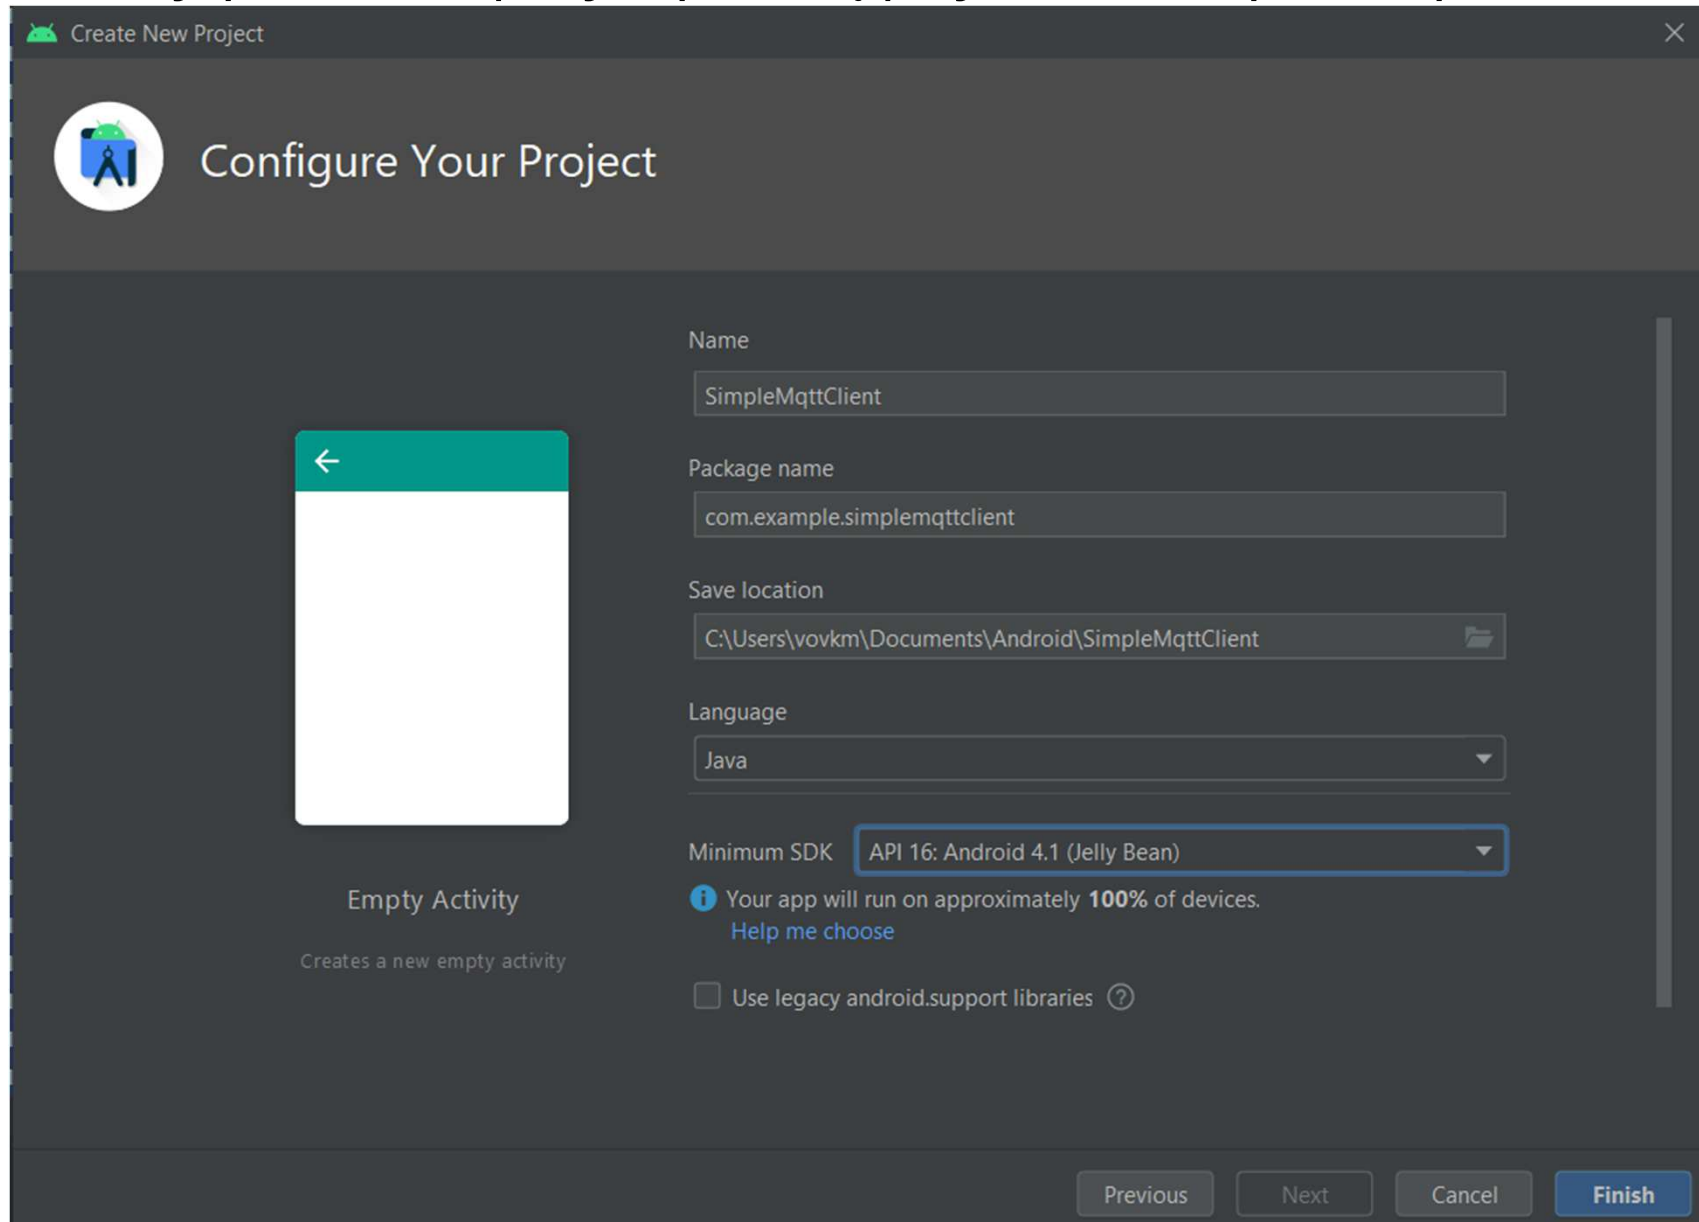 Create New Project
Configure Your Project
Name
SimpleMqttClient
Package name
com.example.simplemqttclient
Save location
C:\Users\vovkm\Documents\Android\SimpleMqttClient
Language
Java
Minimum SDK API 16: Android 4.1 (Jelly Bean)
Your app will run on approximately 100% of devices.
Help me choose
Use legacy android.support libraries ?
Empty Activity
Creates a new empty activity
Previous Next Cancel Finish